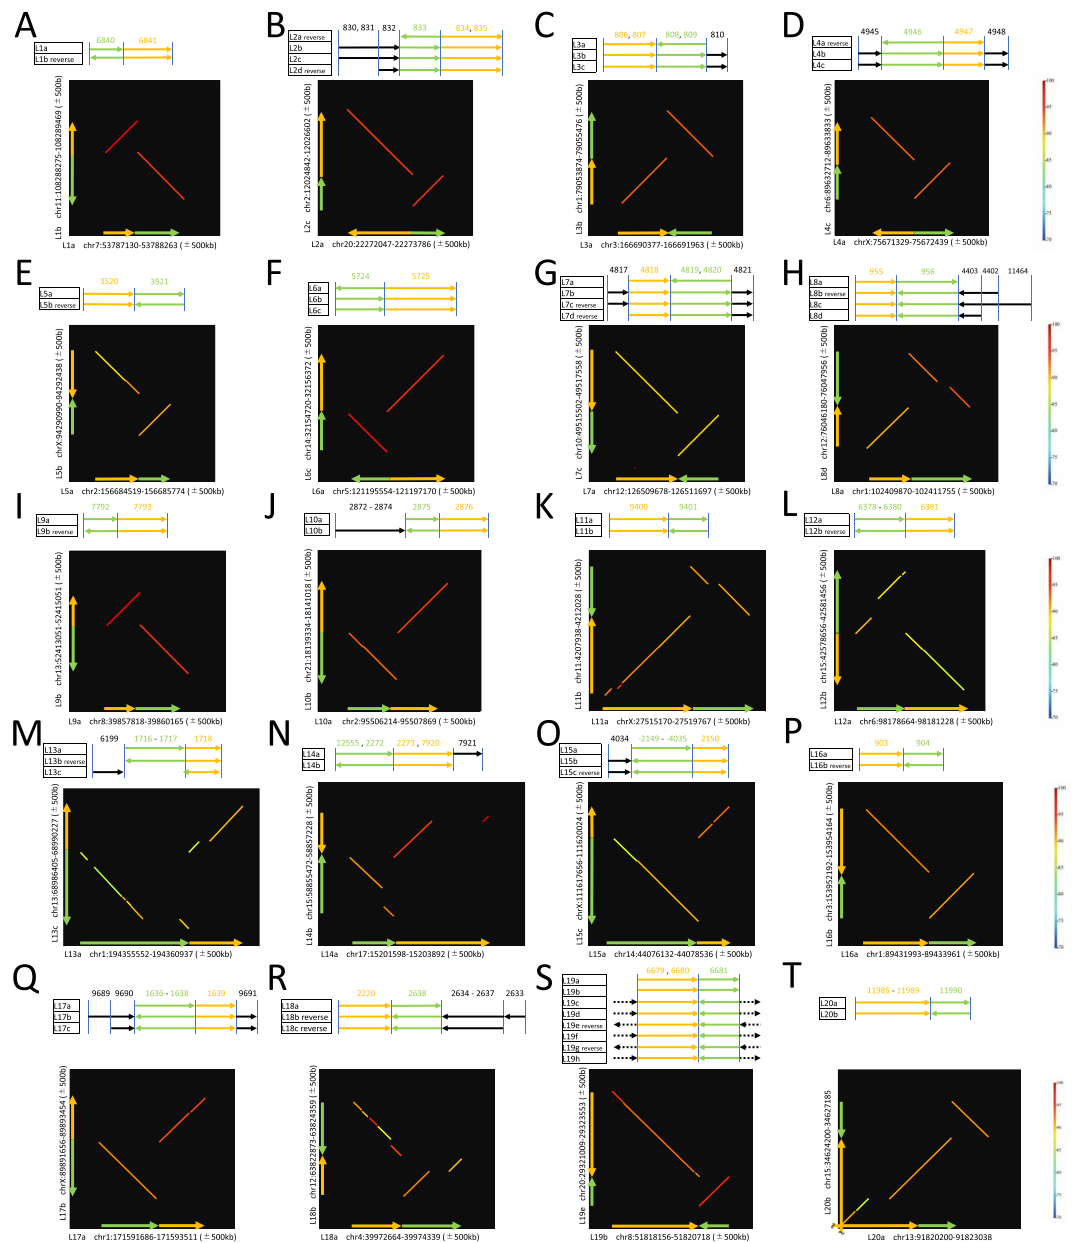 A
6840 6841
L1a
L1b reverse
L1b chr11:108288275-108289469 (±500b)
L1a chr7:53787130-53788263 (±500kb)
B
830, 831 832 833 834, 835
L2a reverse
L2b
L2c
L2d reverse
L2c chr2:12024842-12026602 (±500b)
L2a chr20:22272047-22273786 (±500kb)
C
806, 807 808, 809 810
L3a
L3b
L3c
L3b chr1:79053874-79055476 (±500b)
L3a chr3:166690377-166691963 (±500kb)
D
4945 4946 4947 4948
L4a reverse
L4b
L4c
L4c chr6:89632712-89633833 (±500b)
L4a chrX:75671329-75672439 (±500kb)
E
3520 3521
L5a
L5b reverse
L5b chrX:94290990-94292438 (±500b)
L5a chr2:156684519-156685774 (±500kb)
F
5724 5725
L6a
L6b
L6c
L6c chr14:32154720-32156372 (±500b)
L6a chr5:121195554-121197170 (±500kb)
G
4817 4818 4819, 4820 4821
L7a
L7b
L7c reverse
L7d reverse
L7c chr10:49515502-49517558 (±500b)
L7a chr12:126509678-126511697 (±500kb)
H
955 956 4403 4402 11464
L8a
L8b reverse
L8c
L8d
L8d chr12:76046180-76047956 (±500b)
L8a chr1:102409870-102411755 (±500kb)
I
7792 7793
L9a
L9b reverse
L9b chr13:52413051-52415051 (±500b)
L9a chr8:39857818-39860165 (±500kb)
J
2872 - 2874 2875 2876
L10a
L10b
L10b chr21:18139334-18141018 (±500b)
L10a chr2:95506214-95507869 (±500kb)
K
9400 9401
L11a
L11b
L11b chr11:4207938-4212028 (±500b)
L11a chrX:27515170-27519767 (±500kb)
L
6378 - 6380 6381
L12a
L12b reverse
L12b chr15:42578656-42581456 (±500b)
L12a chr6:98178664-98181228 (±500kb)
M
6199 1716 - 1717 1718
L13a
L13b reverse
L13c
L13c chr13:68986405-68990227 (±500b)
L13a chr1:194355552-194360937 (±500kb)
N
12555, 2272 2273, 7920 7921
L14a
L14b
L14b chr15:58855472-58857228 (±500b)
L14a chr17:15201598-15203892 (±500kb)
O
4034 -2149 - -4035 2150
L15a
L15b
L15c reverse
L15c chrX:111617656-111620024 (±500b)
L15a chr14:44076132-44078536 (±500kb)
P
903 904
L16a
L16b reverse
L16b chr3:153952192-153954164 (±500b)
L16a chr1:89431993-89433961 (±500kb)
Q
9689 9690 1636 - 1638 1639 9691
L17a
L17b
L17c
L17b chrX:89891656-89893454 (±500b)
L17a chr1:171591686-171593511 (±500kb)
R
2220 2638 2634 - 2637 2633
L18a
L18b reverse
L18c reverse
L18b chr12:63822873-63824359 (±500b)
L18a chr4:39972664-39974339 (±500kb)
S
6679, 6680 6681
L19a
L19b
L19c
L19d
L19e reverse
L19f
L19g reverse
L19h
L19e chr20:29321009-29323553 (±500b)
L19b chr8:51818156-51820718 (±500kb)
T
11985 - 11989 11990
L20a
L20b
L20b chr15:34624200-34627185
L20a chr13:91820200-91823038